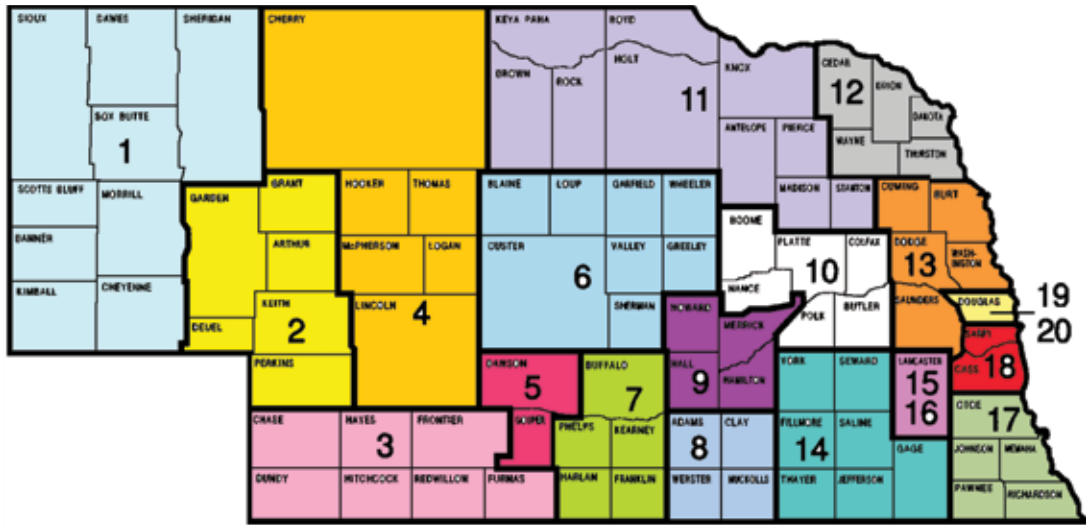 SIOUX
DAWES
SHERIDAN
CHERRY
KEYA PAHA
BOYD
BROWN
ROCK
HOLT
KNOX
CEDAR
DIXON
DAKOTA
11
12
BOX BUTTE
1
ANTELOPE
PIERCE
WAYNE
THURSTON
SCOTTS BLUFF
MORRILL
GARDEN
GRANT
HOOKER
THOMAS
BLAINE
LOUP
GARFIELD
WHEELER
MADISON
STANTON
CUMING
BURT
BANNER
ARTHUR
McPHERSON
LOGAN
CUSTER
VALLEY
GREELEY
BOONE
PLATTE
COLFAX
DODGE
WASH-
INGTON
6
10
13
KIMBALL
CHEYENNE
KEITH
LINCOLN
4
SHERMAN
HOWARD
NANCE
MERRICK
POLK
BUTLER
SAUNDERS
DOUGLAS
19
20
DEUEL
2
PERKINS
DAWSON
5
BUFFALO
7
HALL
9
HAMILTON
YORK
SEWARD
LANCASTER
15
16
SARPY
CASS
18
CHASE
HAYES
FRONTIER
3
GOSPER
PHELPS
KEARNEY
ADAMS
CLAY
8
FILLMORE
SALINE
14
GAGE
OTOE
17
JOHNSON
NEMAHA
DUNDY
HITCHCOCK
REDWILLOW
FURNAS
HARLAN
FRANKLIN
WEBSTER
NUCKOLLS
THAYER
JEFFERSON
PAWNEE
RICHARDSON